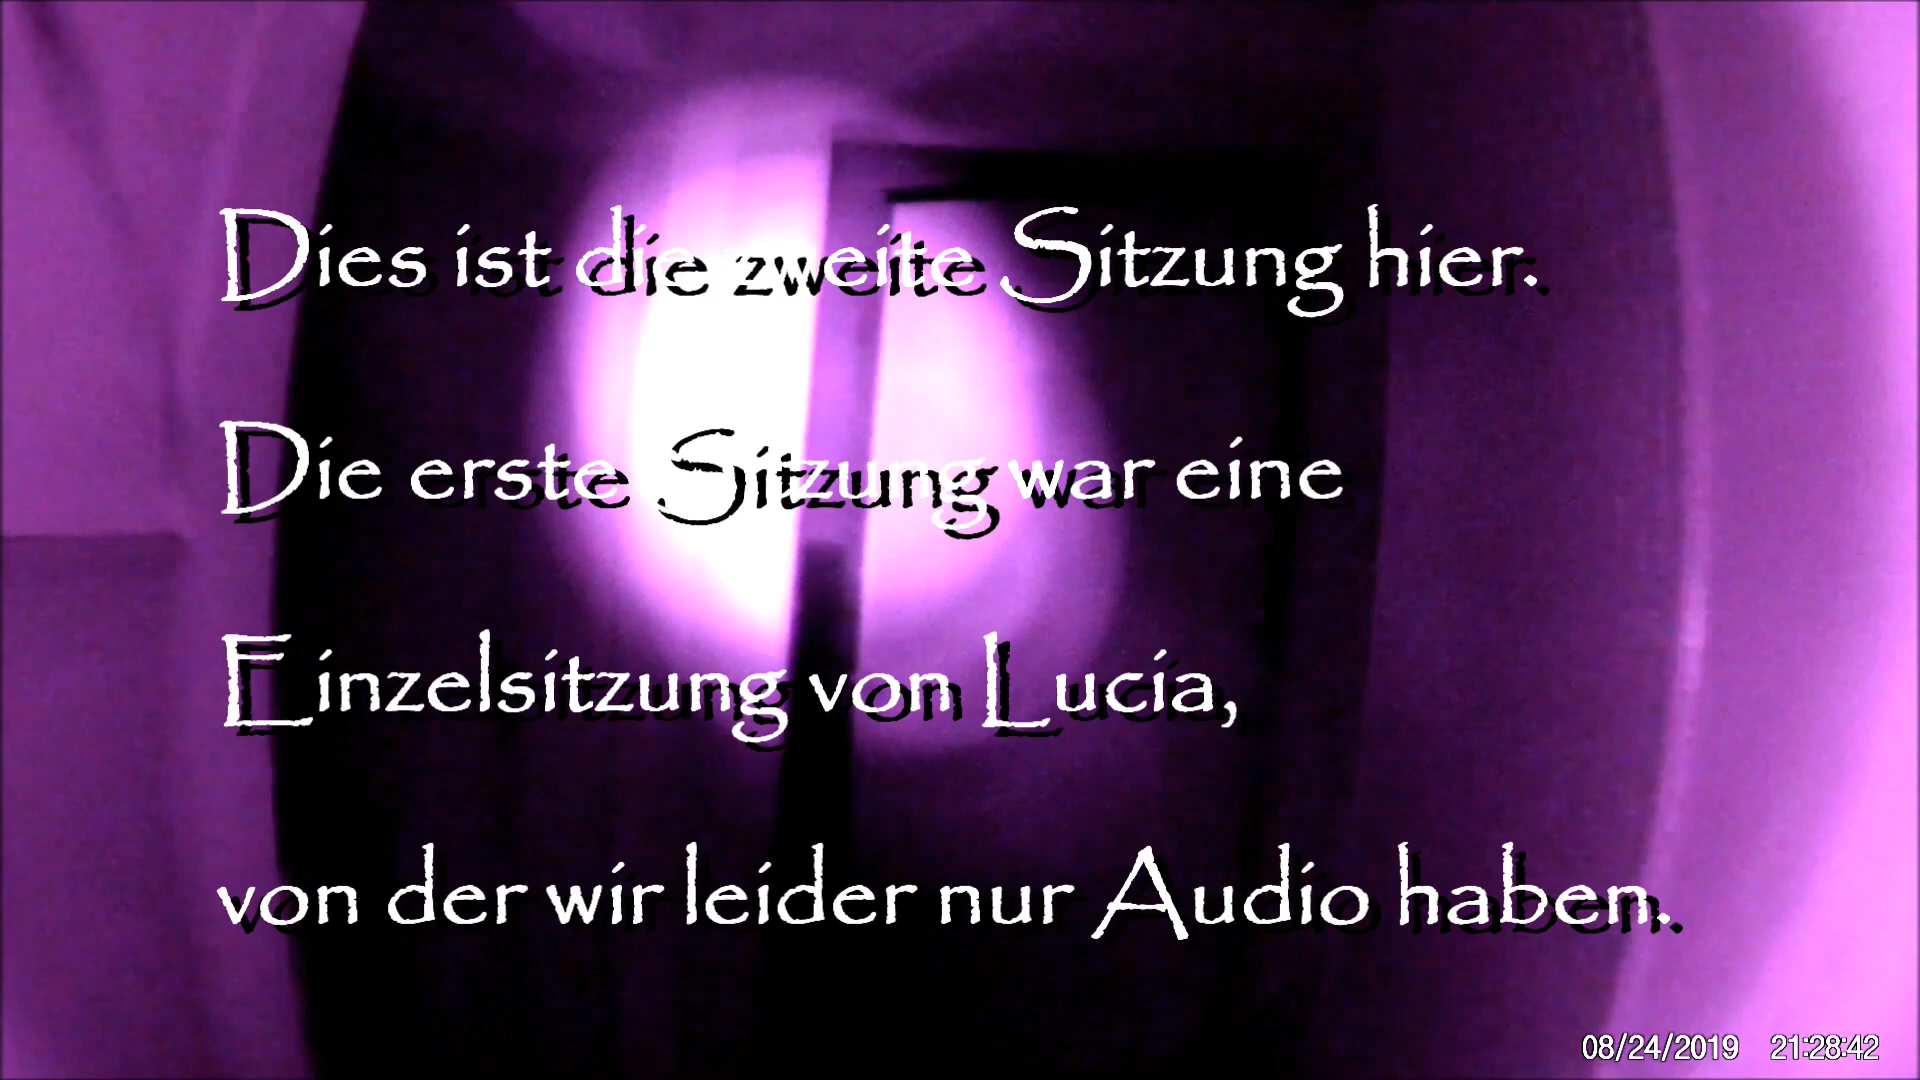 Dies ist die zweite Sitzung hier.
Die erste Sitzung war eine
Einzelsitzung von Lucia,
von der wir leider nur Audio haben.
08/24/2019 21:28:42